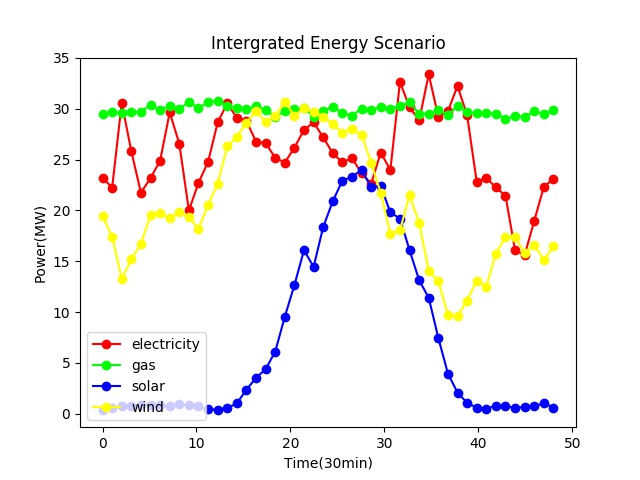 Intergrated Energy Scenario
35
30
25
20
15
10
5
0
Power(MW)
electricity
gas
solar
wind
0 10 20 30 40 50
Time(30min)